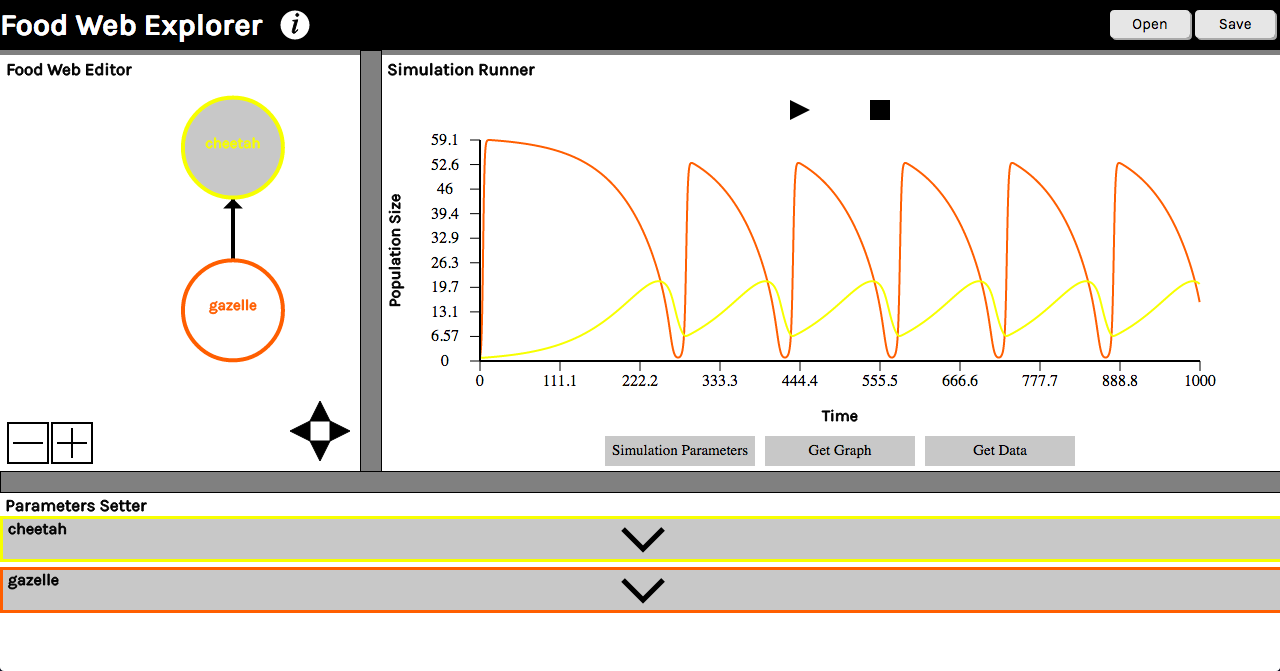 Food Web Explorer i
Open Save
Food Web Editor
cheetah
gazelle
Simulation Runner
59.1
52.6
46
39.4
32.9
26.3
19.7
13.1
6.57
0
Population Size
0 111.1 222.2 333.3 444.4 555.5 666.6 777.7 888.8 1000
Time
Simulation Parameters Get Graph Get Data
Parameters Setter
cheetah
gazelle